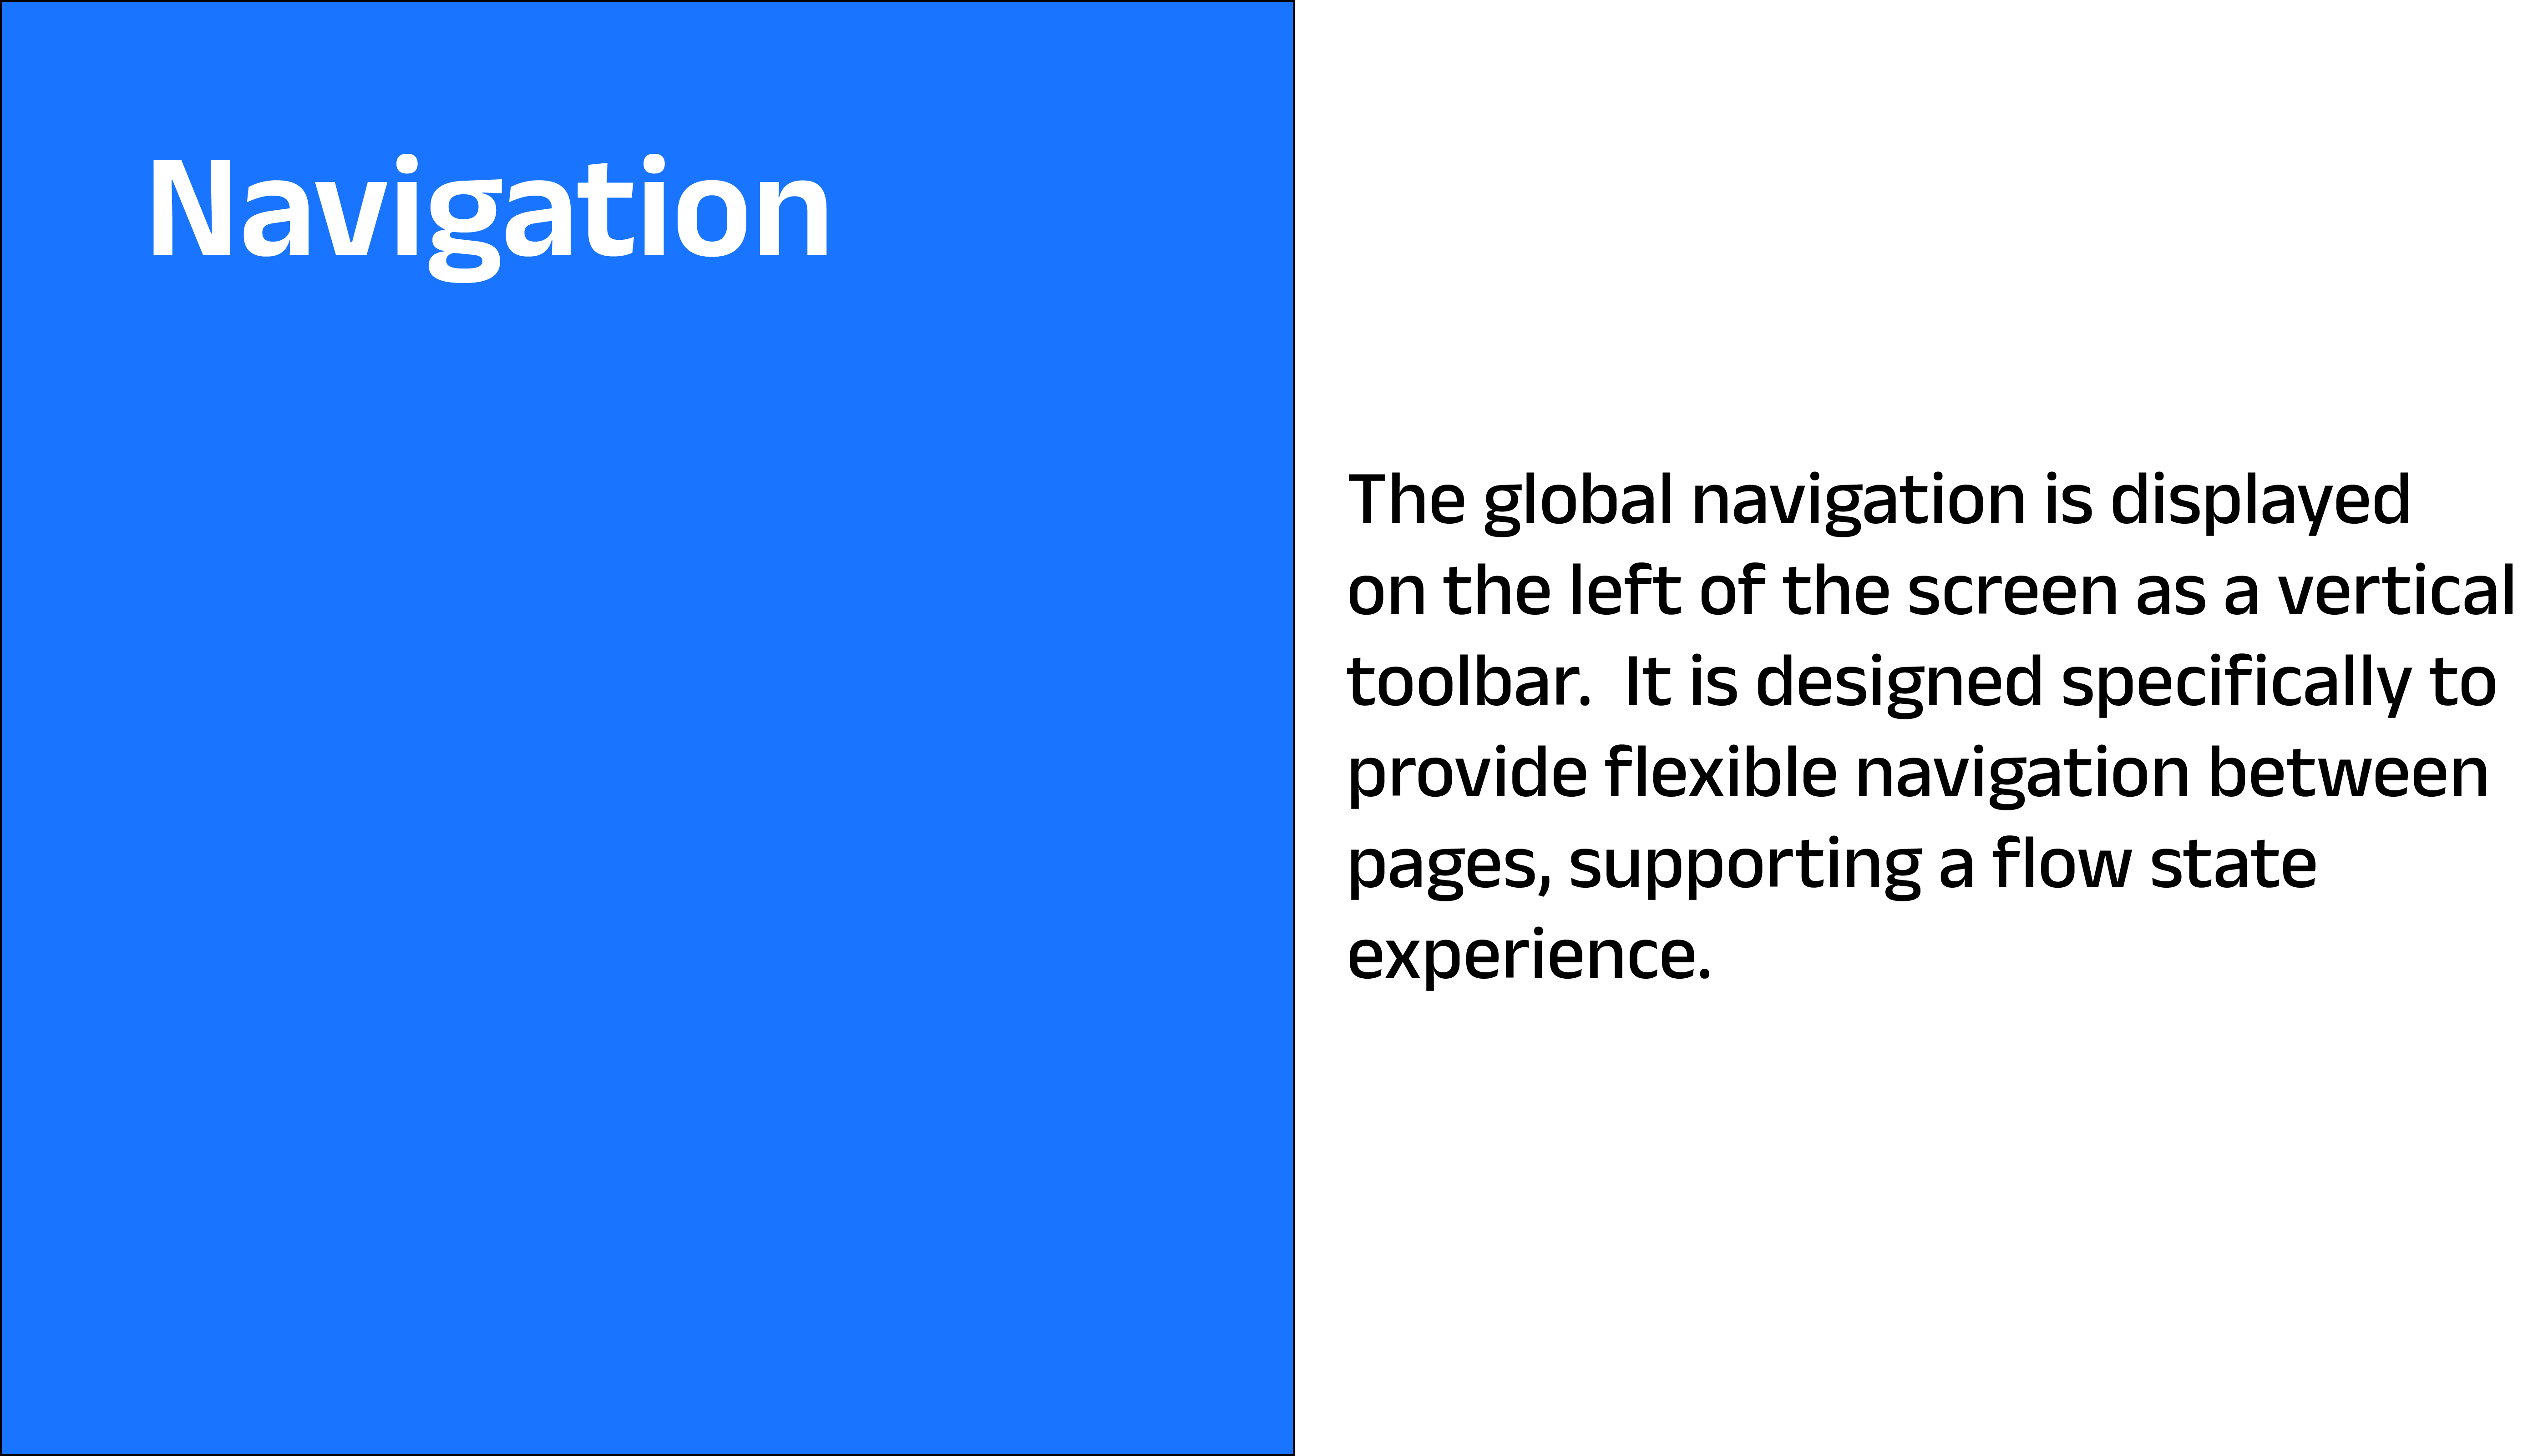 Navigation
The global navigation is displayed
on the left of the screen as a vertical
toolbar.  It is designed specifically to
provide flexible navigation between
pages, supporting a flow state
experience.